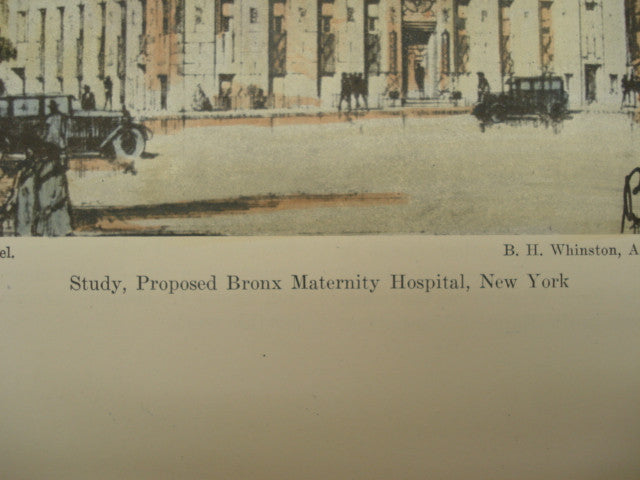 el.
B. H. Whinston, A
Study, Proposed Bronx Maternity Hospital, New York